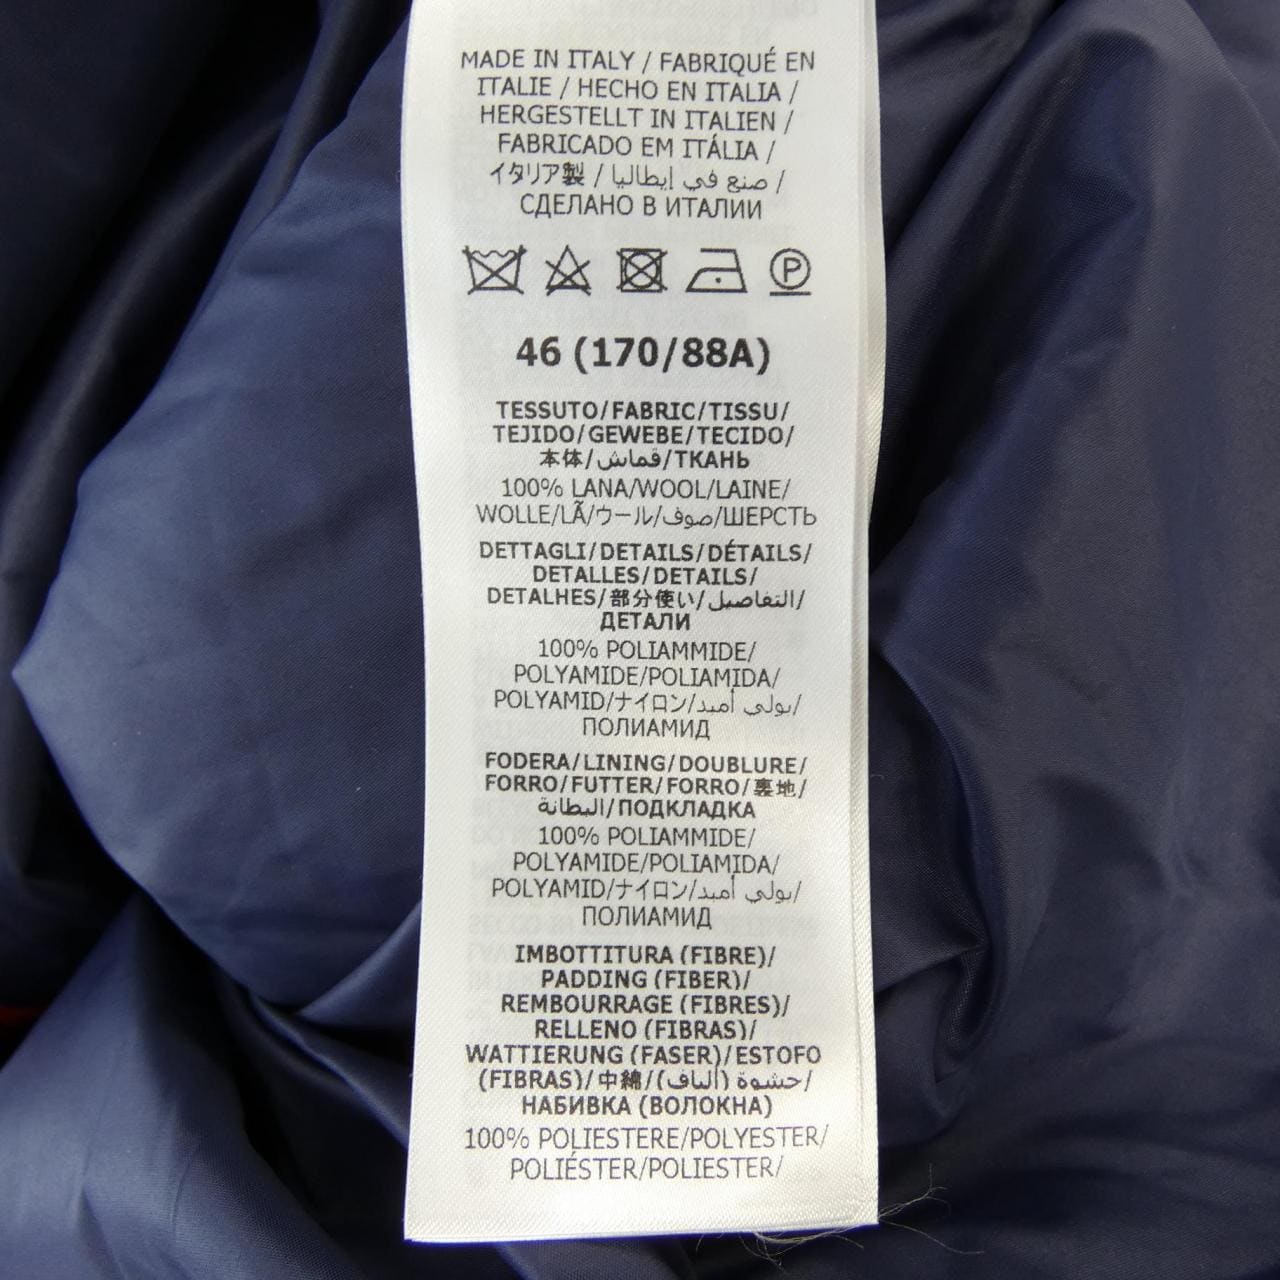 MADE IN ITALY / FABRIQUÉ EN
ITALIE / HECHO EN ITALIA /
HERGESTELLT IN ITALIEN /
FABRICADO EM ITÁLIA /
イタリア製 / صنع في إيطاليا /
СДЕЛАНО В ИТАЛИИ
P
46 (170/88A)
TESSUTO/FABRIC/TISSU/
TEJIDO/GEWEBE/TECIDO/
本体/قماش/ТКАНЬ
100% LANA/WOOL/LAINE/
WOLLE/LÃ/ウール/صوف/ШЕРСТЬ
DETTAGLI/DETAILS/DÉTAILS/
DETALLES/DETAILS/
DETALHES/部分使い/التفاصيل/
ДЕТАЛИ
100% POLIAMMIDE/
POLYAMIDE/POLIAMIDA/
POLYAMID/ナイロン/بولي أميد/
ПОЛИАМИД
FODERA/LINING/DOUBLURE/
FORRO/FUTTER/FORRO/裏地/
البطانة/ПОДКЛАДКА
100% POLIAMMIDE/
POLYAMIDE/POLIAMIDA/
POLYAMID/ナイロン/بولي أميد/
ПОЛИАМИД
IMBOTTITURA (FIBRE)/
PADDING (FIBER)/
REMBOURRAGE (FIBRES)/
RELLENO (FIBRAS)/
WATTIERUNG (FASER)/ESTOFO
(FIBRAS)/中綿/حشوة (ألياف)/
НАБИВКА (ВОЛОКНА)
100% POLIESTERE/POLYESTER/
POLIÉSTER/POLIESTER/